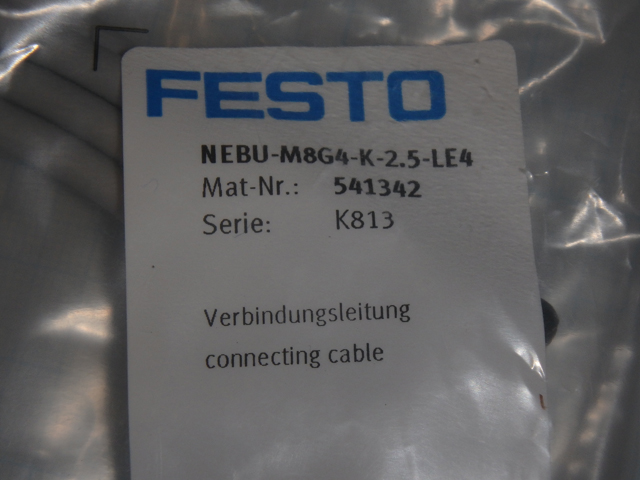 FESTO
NEBU-M8G4-K-2.5-LE4
Mat-Nr.: 541342
Serie: K813
Verbindungsleitung
connecting cable